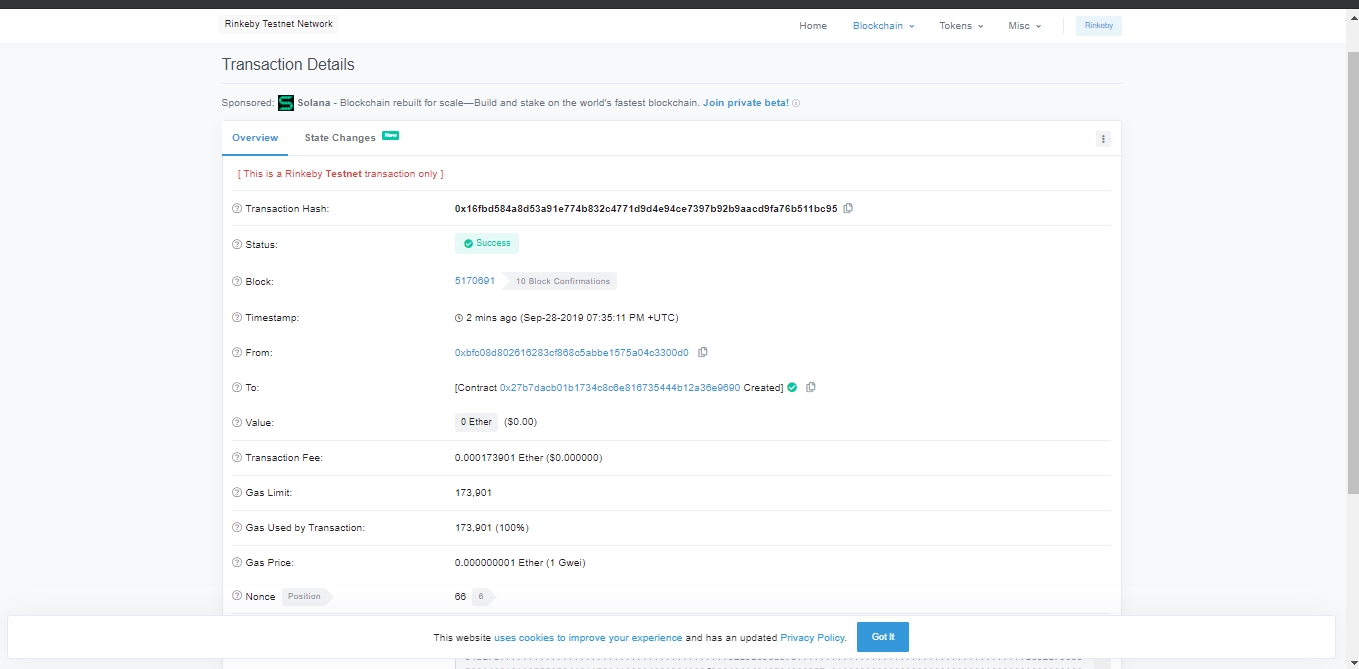 Rinkeby Testnet Network
Home Blockchain Tokens Misc Rinkeby
Transaction Details
Sponsored: Solana - Blockchain rebuilt for scale—Build and stake on the world's fastest blockchain. Join private beta!
Overview State Changes New
[ This is a Rinkeby Testnet transaction only ]
Transaction Hash: 0x16fbd584a8d53a91e774b832c4771d9d4e94ce7397b92b9aacd9fa76b511bc95
Status: Success
Block: 5170691 10 Block Confirmations
Timestamp: 2 mins ago (Sep-28-2019 07:35:11 PM +UTC)
From: 0xbfc08d802616283cf868c5abbe1575a04c3300d0
To: [Contract 0x27b7dacb01b1734c8c6e816735444b12a36e9690 Created]
Value: 0 Ether ($0.00)
Transaction Fee: 0.000173901 Ether ($0.000000)
Gas Limit: 173,901
Gas Used by Transaction: 173,901 (100%)
Gas Price: 0.000000001 Ether (1 Gwei)
Nonce Position 66 6
This website uses cookies to improve your experience and has an updated Privacy Policy. Got It